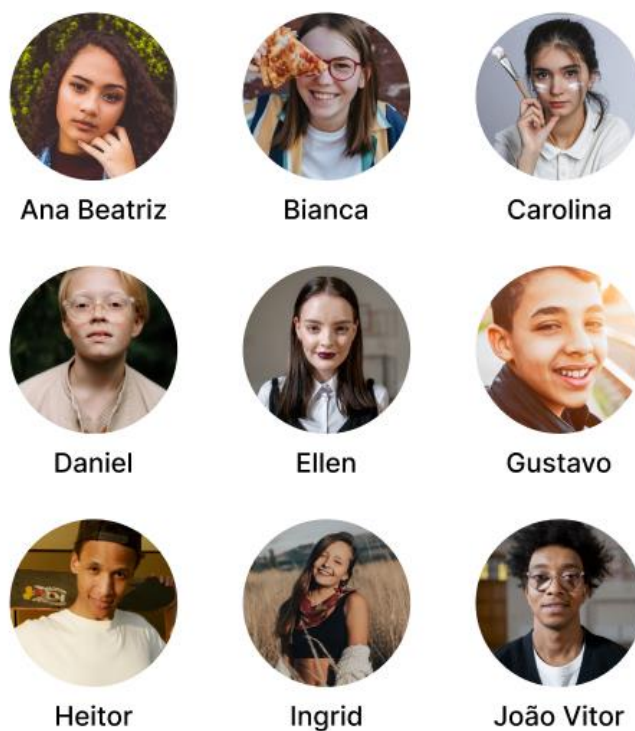 Ana Beatriz
Bianca
Carolina
Daniel
Ellen
Gustavo
Heitor
Ingrid
João Vitor